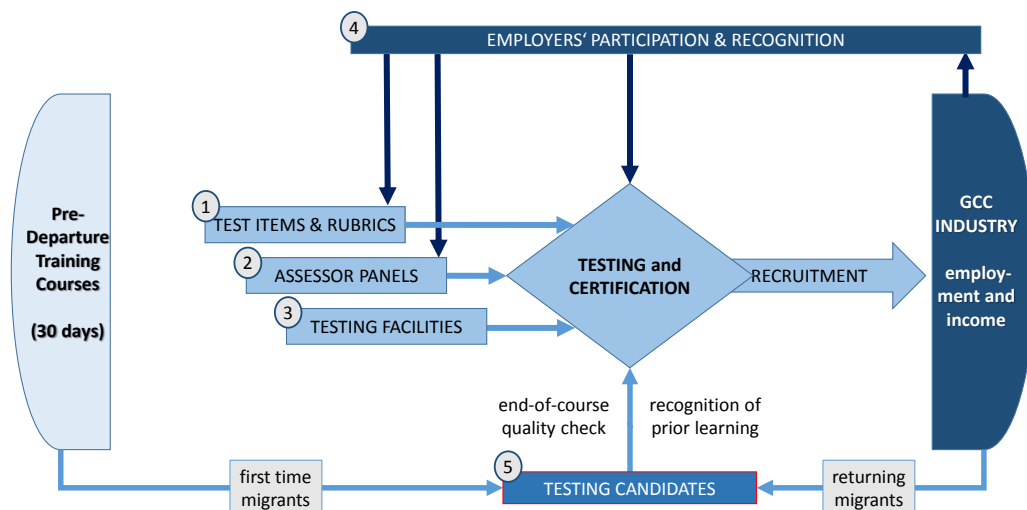 4
EMPLOYERS‘ PARTICIPATION & RECOGNITION
Pre-
Departure
Training
Courses
(30 days)
1
TEST ITEMS & RUBRICS
2
ASSESSOR PANELS
3
TESTING FACILITIES
TESTING and
CERTIFICATION
RECRUITMENT
GCC
INDUSTRY
employ-
ment and
income
end-of-course
quality check
recognition of
prior learning
first time
migrants
5
TESTING CANDIDATES
returning
migrants